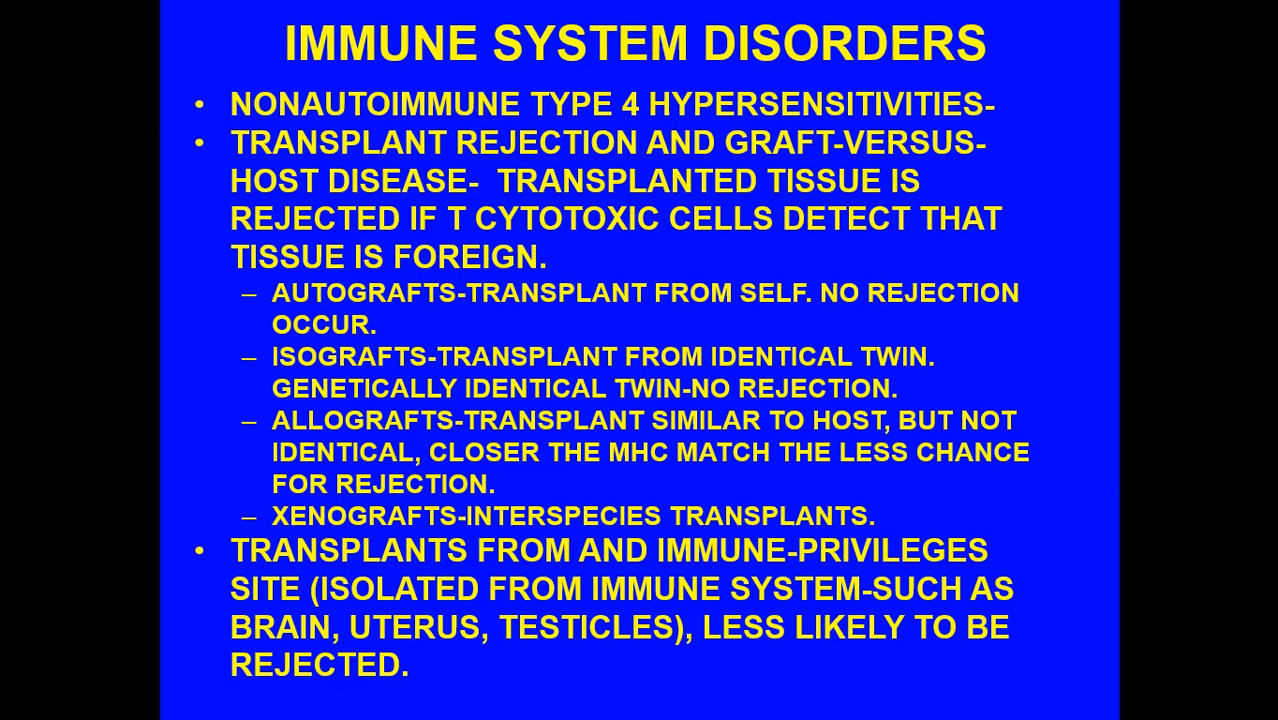 IMMUNE SYSTEM DISORDERS
• NONAUTOIMMUNE TYPE 4 HYPERSENSITIVITIES-
• TRANSPLANT REJECTION AND GRAFT-VERSUS-
HOST DISEASE- TRANSPLANTED TISSUE IS
REJECTED IF T CYTOTOXIC CELLS DETECT THAT
TISSUE IS FOREIGN.
– AUTOGRAFTS-TRANSPLANT FROM SELF. NO REJECTION
OCCUR.
– ISOGRAFTS-TRANSPLANT FROM IDENTICAL TWIN.
GENETICALLY IDENTICAL TWIN-NO REJECTION.
– ALLOGRAFTS-TRANSPLANT SIMILAR TO HOST, BUT NOT
IDENTICAL, CLOSER THE MHC MATCH THE LESS CHANCE
FOR REJECTION.
– XENOGRAFTS-INTERSPECIES TRANSPLANTS.
• TRANSPLANTS FROM AND IMMUNE-PRIVILEGES
SITE (ISOLATED FROM IMMUNE SYSTEM-SUCH AS
BRAIN, UTERUS, TESTICLES), LESS LIKELY TO BE
REJECTED.